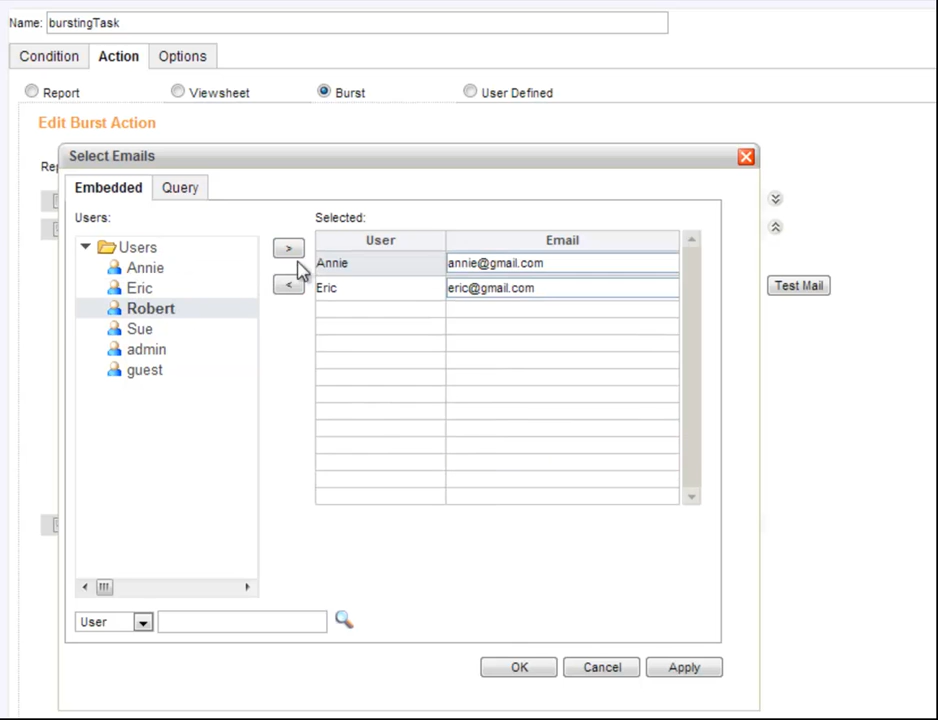 Name: burstingTask
Condition Action Options
Report Viewsheet Burst User Defined
Edit Burst Action
Select Emails
Embedded Query
Users: Selected:
Users
Annie
Eric
Robert
Sue
admin
guest
>
<
User Email
Annie annie@gmail.com
Eric eric@gmail.com
Test Mail
User
OK Cancel Apply